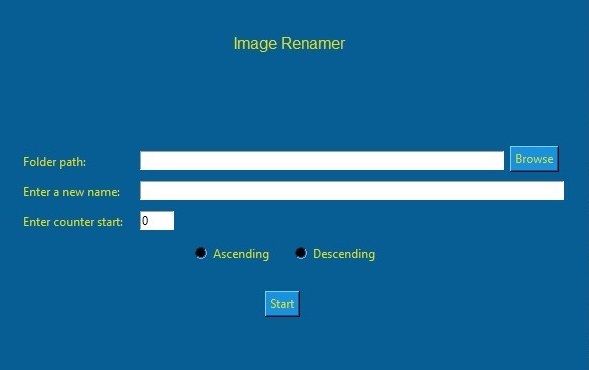 Image Renamer
Folder path: Browse
Enter a new name:
Enter counter start: 0
Ascending Descending
Start